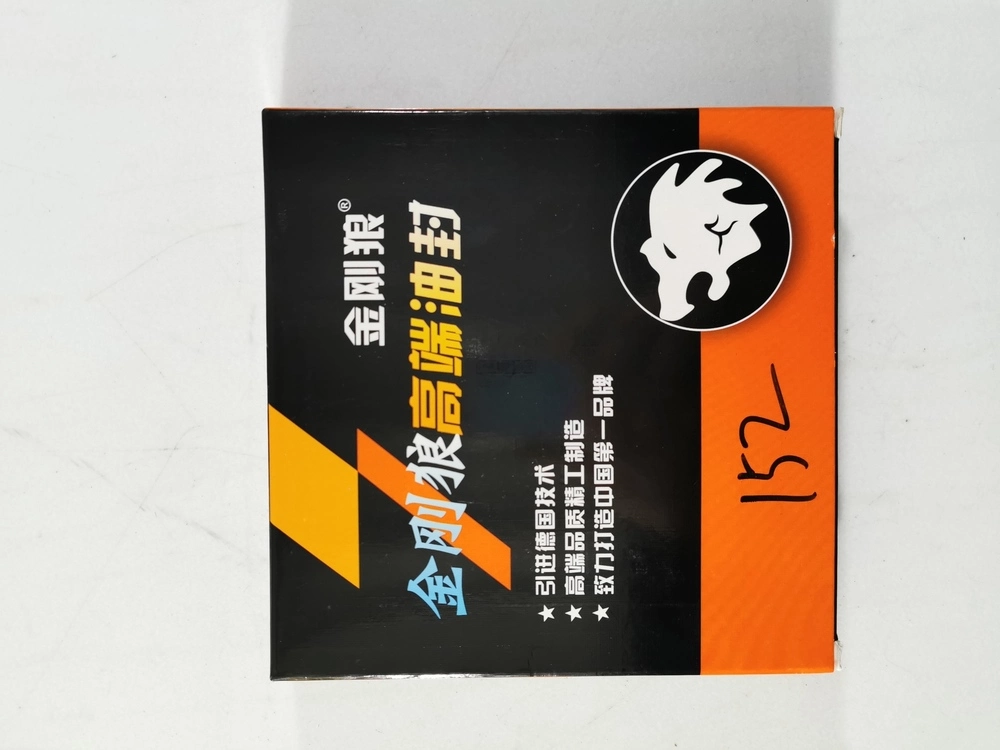 金刚狼®
金刚狼高端油封
★引进德国技术
★高端品质精工制造
★致力打造中国第一品牌
152